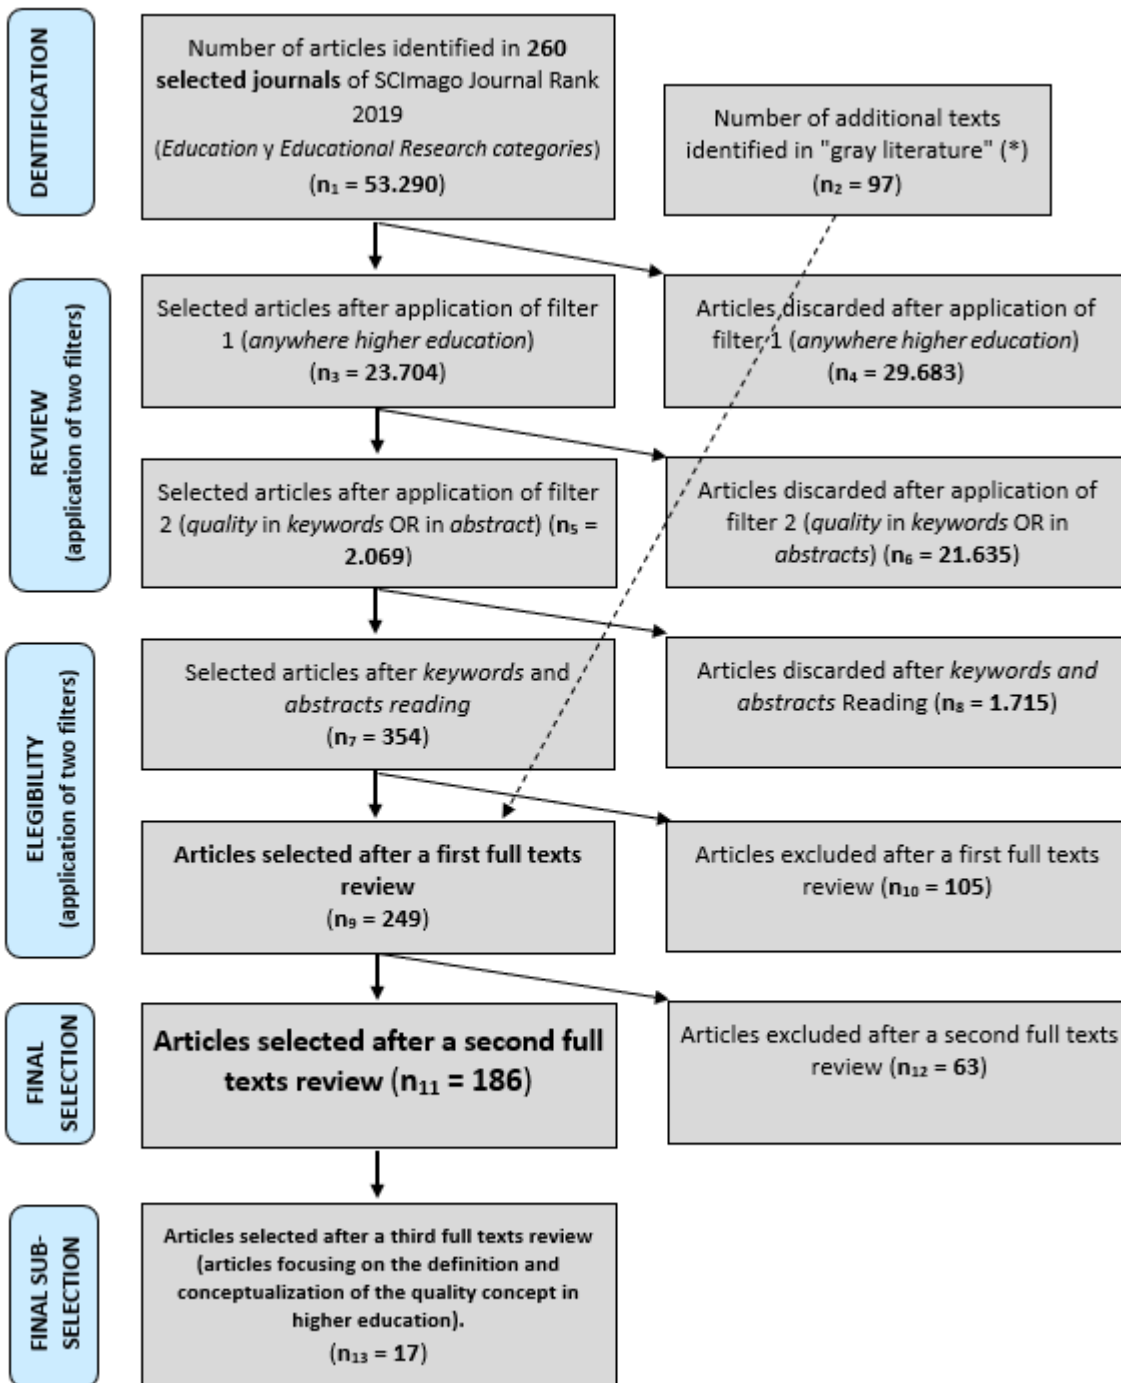 DENTIFICATION
Number of articles identified in 260
selected journals of SCImago Journal Rank
2019
(Education y Educational Research categories)
(n₁ = 53.290)
Number of additional texts
identified in "gray literature" (*)
(n₂ = 97)
REVIEW
(application of two filters)
Selected articles after application of filter
1 (anywhere higher education)
(n₃ = 23.704)
Articles discarded after application of
filter 1 (anywhere higher education)
(n₄ = 29.683)
Selected articles after application of filter
2 (quality in keywords OR in abstract) (n₅ =
2.069)
Articles discarded after application of
filter 2 (quality in keywords OR in
abstracts) (n₆ = 21.635)
ELEGIBILITY
(application of two filters)
Selected articles after keywords and
abstracts reading
(n₇ = 354)
Articles discarded after keywords and
abstracts Reading (n₈ = 1.715)
Articles selected after a first full texts
review
(n₉ = 249)
Articles excluded after a first full texts
review (n₁₀ = 105)
FINAL
SELECTION
Articles selected after a second full
texts review (n₁₁ = 186)
Articles excluded after a second full texts
review (n₁₂ = 63)
FINAL SUB-
SELECTION
Articles selected after a third full texts review
(articles focusing on the definition and
conceptualization of the quality concept in
higher education).
(n₁₃ = 17)